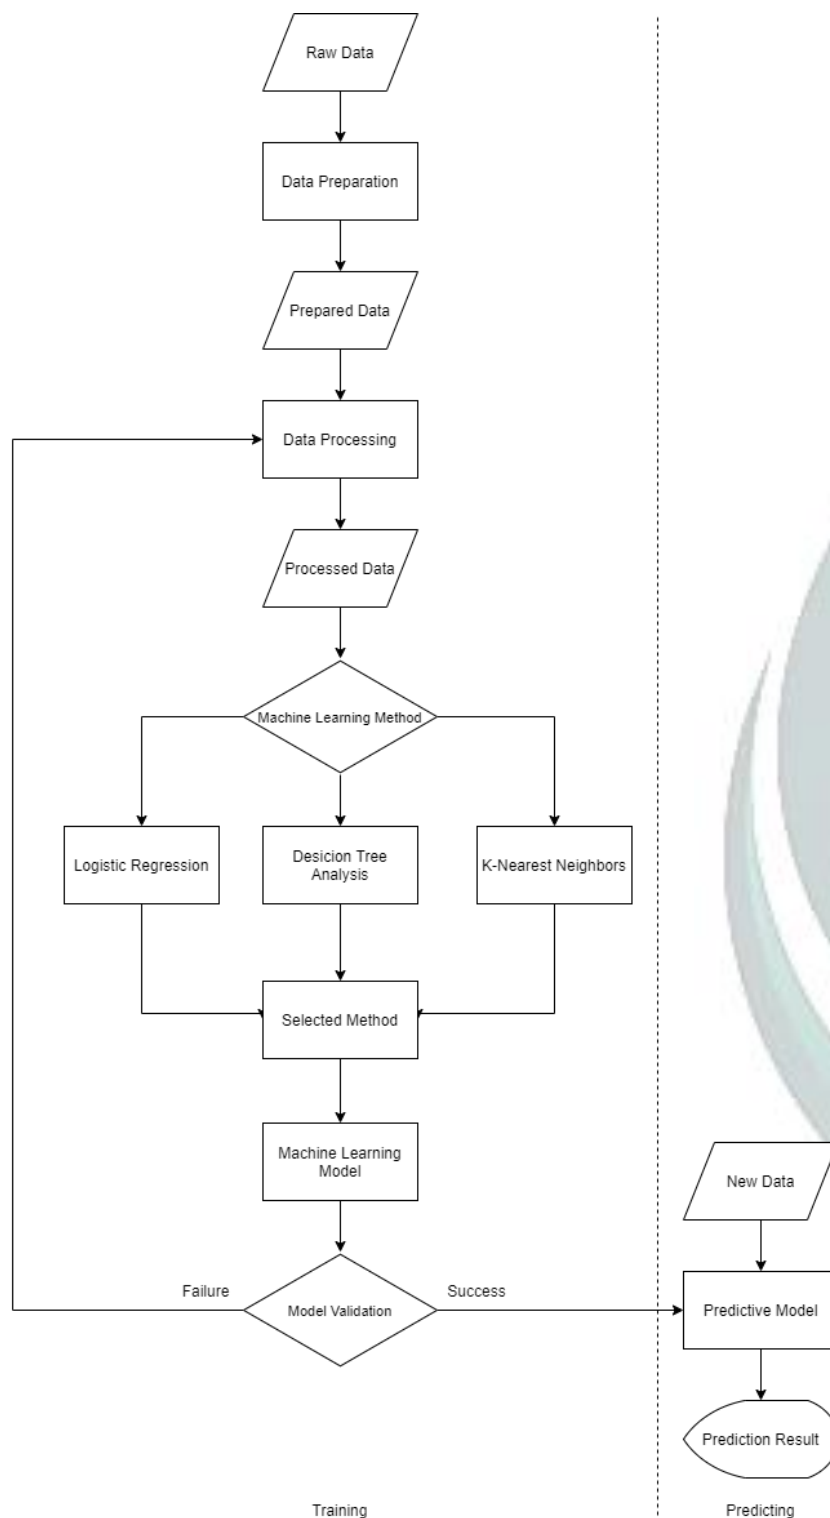 Raw Data
Data Preparation
Prepared Data
Data Processing
Processed Data
Machine Learning Method
Logistic Regression
Desicion Tree
Analysis
K-Nearest Neighbors
Selected Method
Machine Learning
Model
Failure
Model Validation
Success
New Data
Predictive Model
Prediction Result
Training
Predicting